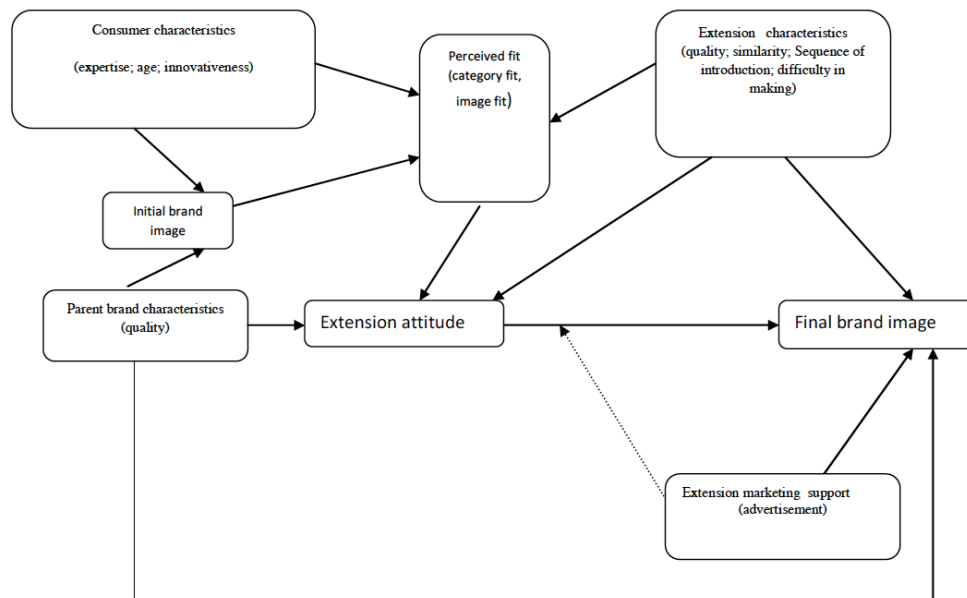 Consumer characteristics
(expertise; age; innovativeness)
Perceived fit
(category fit,
image fit)
Extension characteristics
(quality; similarity; Sequence of
introduction; difficulty in
making)
Initial brand
image
Parent brand characteristics
(quality)
Extension attitude
Final brand image
Extension marketing support
(advertisement)